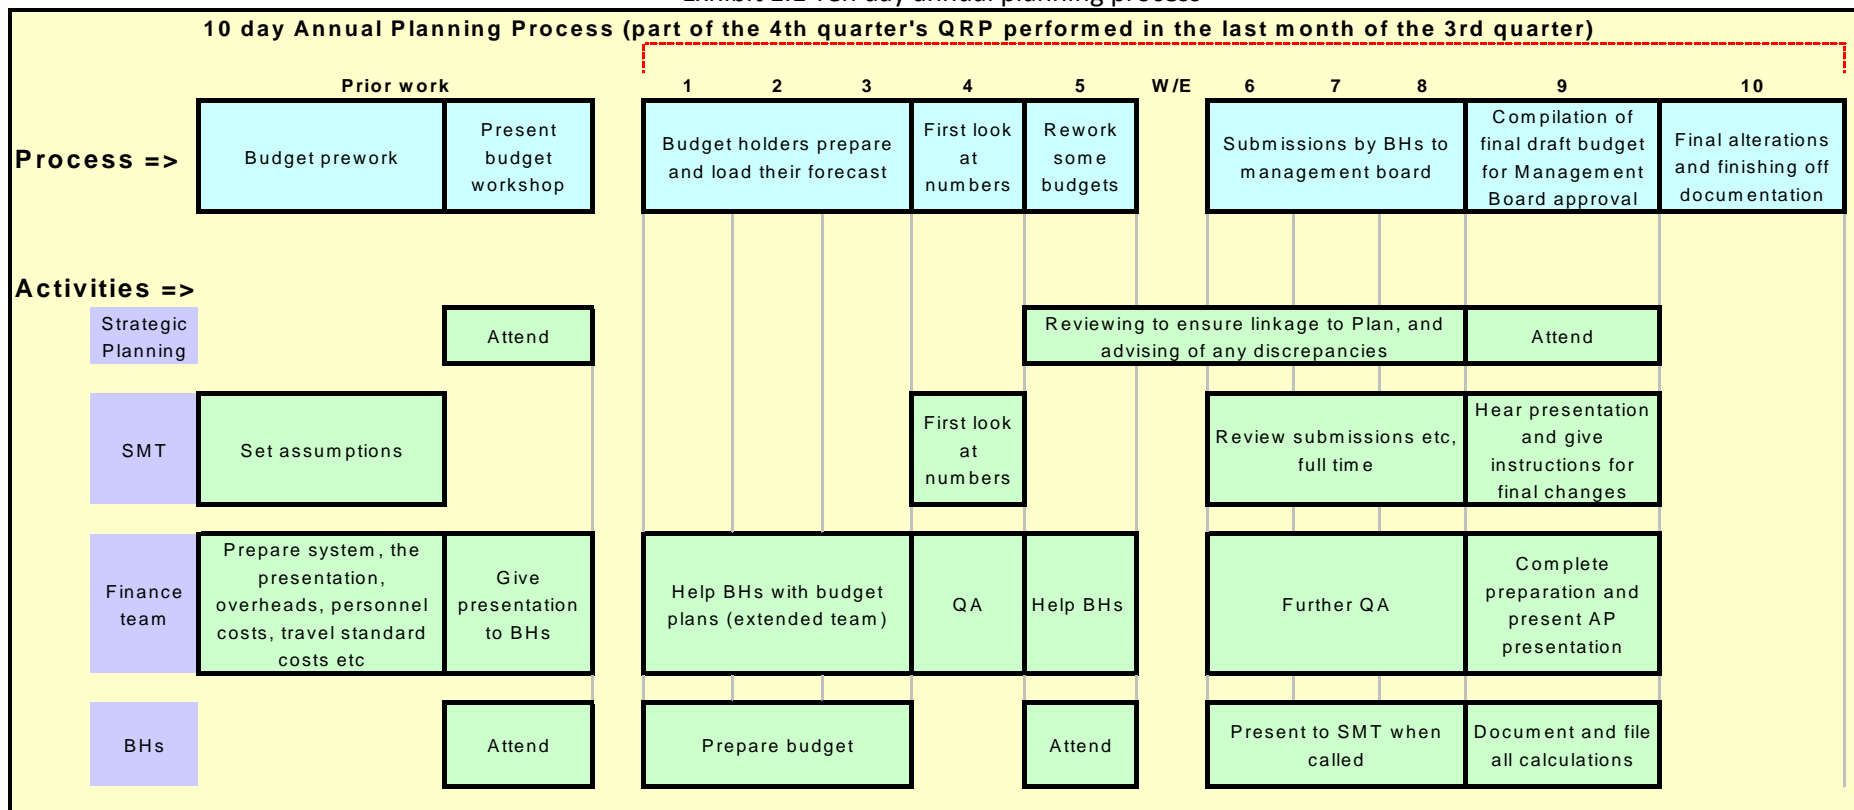 Exhibit 2.2 Ten day annual planning process
10 day Annual Planning Process (part of the 4th quarter's QRP performed in the last month of the 3rd quarter)
Prior work
1 2 3 4 5 W/E 6 7 8 9 10
Process =>
Budget prework
Present
budget
workshop
Budget holders prepare
and load their forecast
First look
at
numbers
Rework
some
budgets
Submissions by BHs to
management board
Compilation of
final draft budget
for Management
Board approval
Final alterations
and finishing off
documentation
Activities =>
Strategic
Planning
Attend
Reviewing to ensure linkage to Plan, and
advising of any discrepancies
Attend
SMT
Set assumptions
First look
at
numbers
Review submissions etc,
full time
Hear presentation
and give
instructions for
final changes
Finance
team
Prepare system, the
presentation,
overheads, personnel
costs, travel standard
costs etc
Give
presentation
to BHs
Help BHs with budget
plans (extended team)
QA
Help BHs
Further QA
Complete
preparation and
present AP
presentation
BHs
Attend
Prepare budget
Attend
Present to SMT when
called
Document and file
all calculations